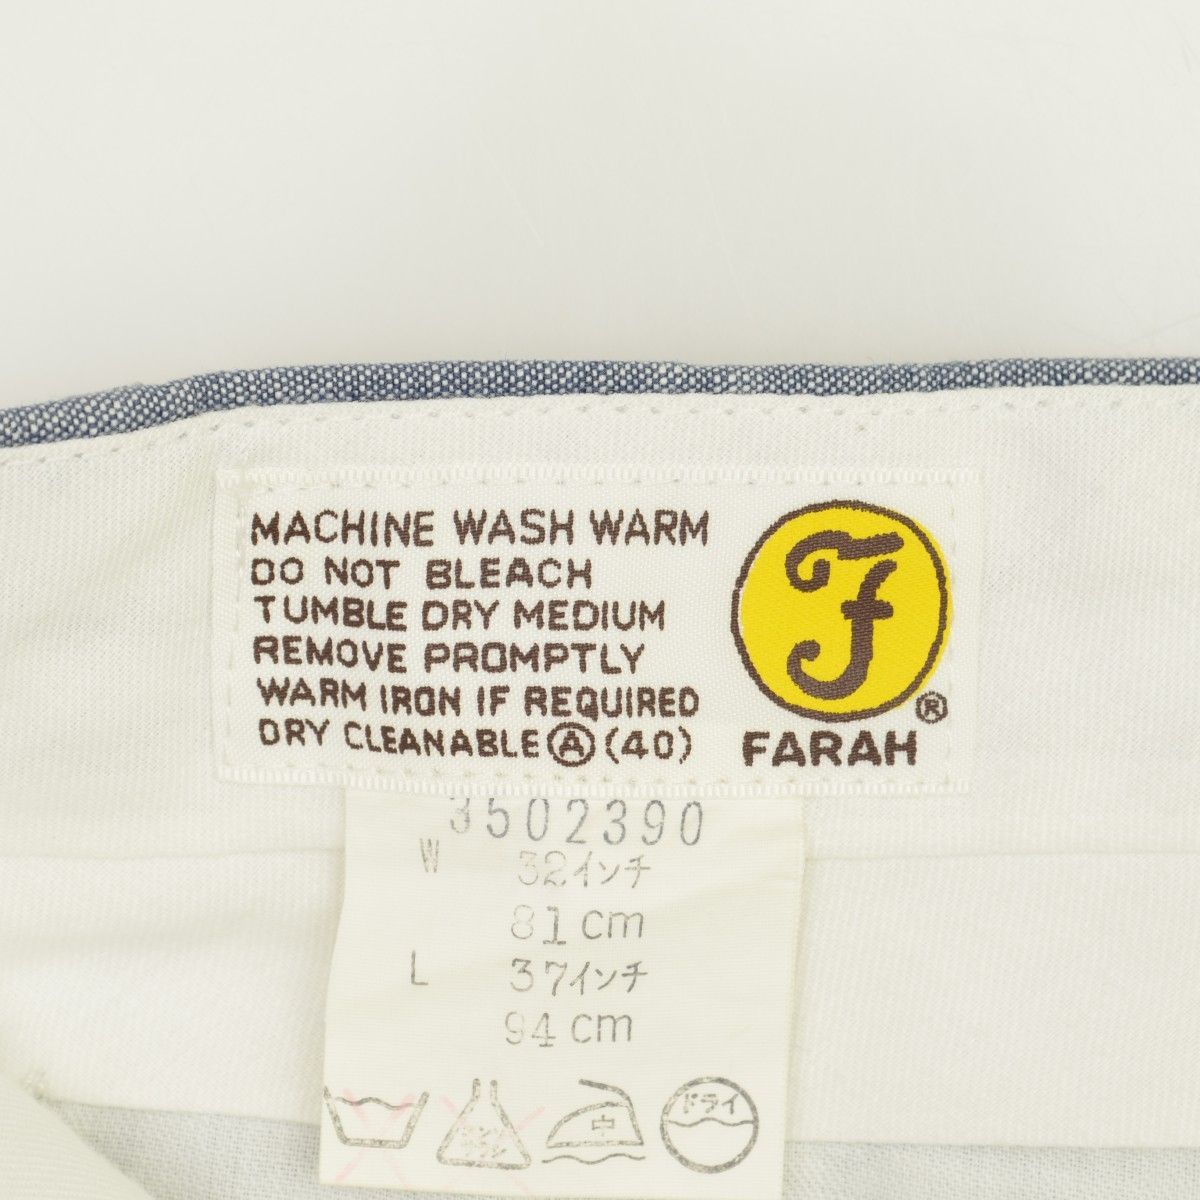 MACHINE WASH WARM
DO NOT BLEACH
TUMBLE DRY MEDIUM
REMOVE PROMPTLY
WARM IRON IF REQUIRED
DRY CLEANABLE Ⓐ (40)
F
®
FARAH
3502390
W 32インチ
81cm
L 37インチ
94cm
中
ドライ